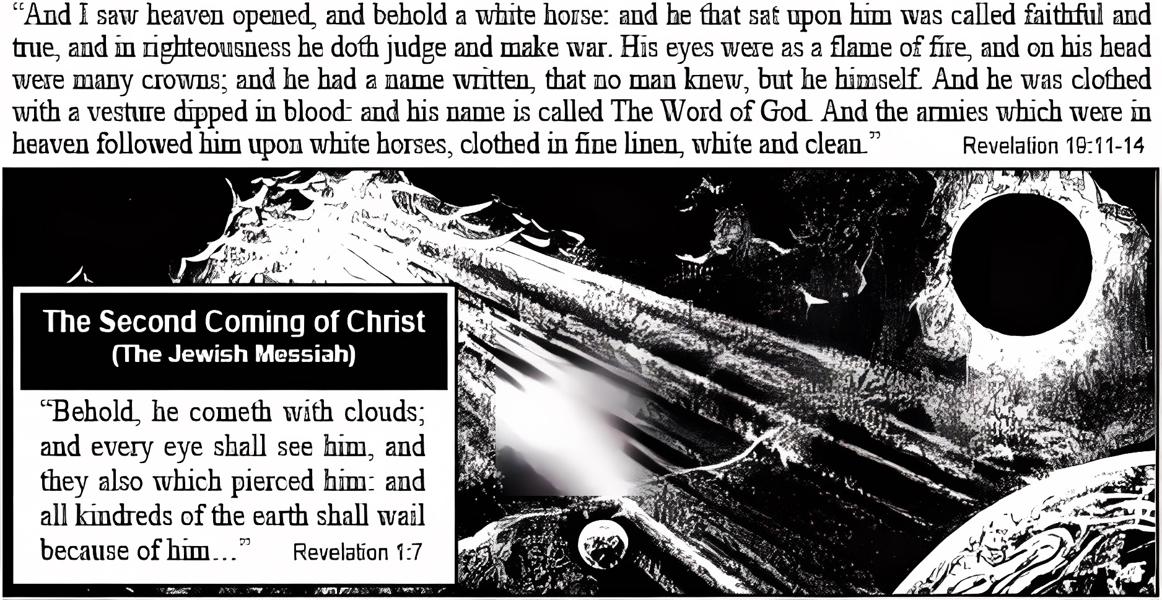 “And I saw heaven opened, and behold a white horse: and he that sat upon him was called faithful and
true, and in righteousness he doth judge and make war. His eyes were as a flame of fire, and on his head
were many crowns; and he had a name written, that no man knew, but he himself. And he was clothed
with a vesture dipped in blood: and his name is called The Word of God. And the armies which were in
heaven followed him upon white horses, clothed in fine linen, white and clean.” Revelation 19:11-14
The Second Coming of Christ
(The Jewish Messiah)
“Behold, he cometh with clouds;
and every eye shall see him, and
they also which pierced him: and
all kindreds of the earth shall wail
because of him...” Revelation 1:7